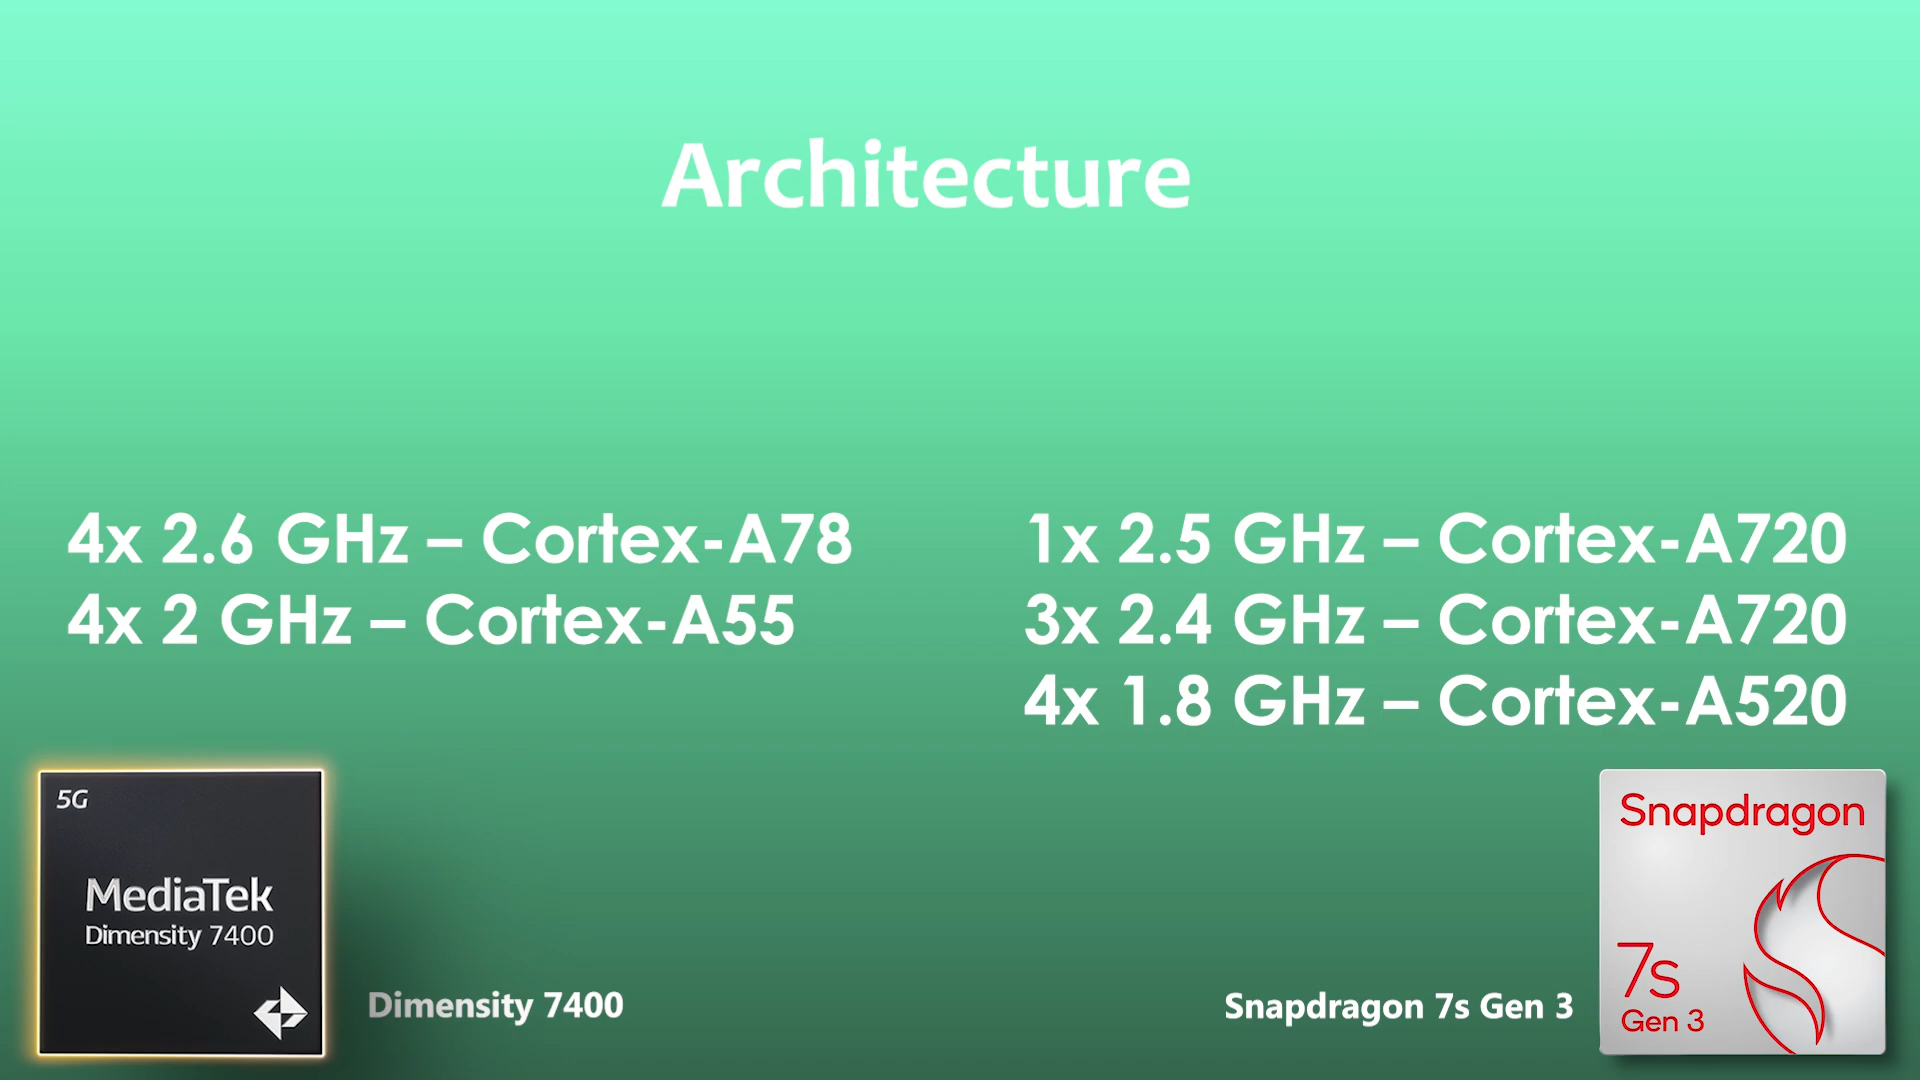 Architecture
4x 2.6 GHz – Cortex-A78
4x 2 GHz – Cortex-A55
1x 2.5 GHz – Cortex-A720
3x 2.4 GHz – Cortex-A720
4x 1.8 GHz – Cortex-A520
5G
MediaTek
Dimensity 7400
Dimensity 7400
Snapdragon 7s Gen 3
Snapdragon
7s
Gen 3